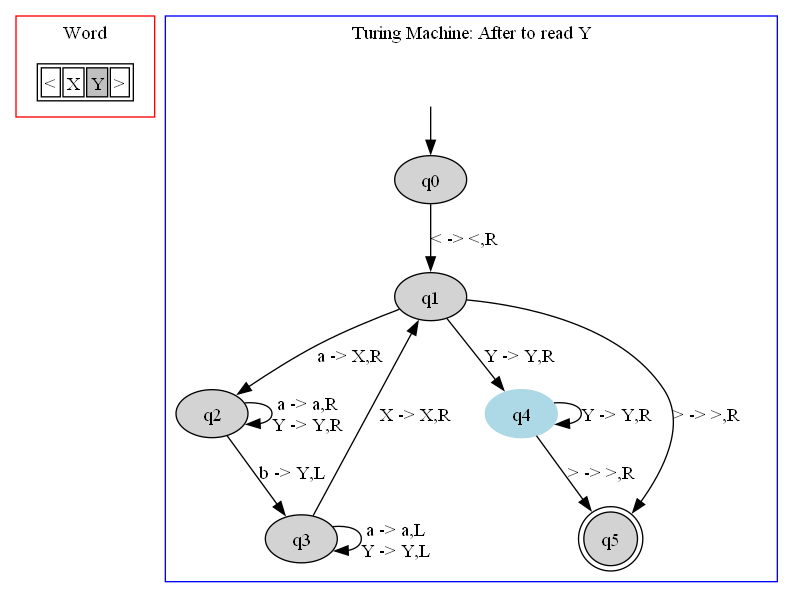 Word
< X Y >
Turing Machine: After to read Y
q0
< -> <,R
q1
a -> X,R
Y -> Y,R
q2
a -> a,R
Y -> Y,R
X -> X,R
q4
Y -> Y,R
> -> >,R
b -> Y,L
> -> >,R
q3
a -> a,L
Y -> Y,L
q5